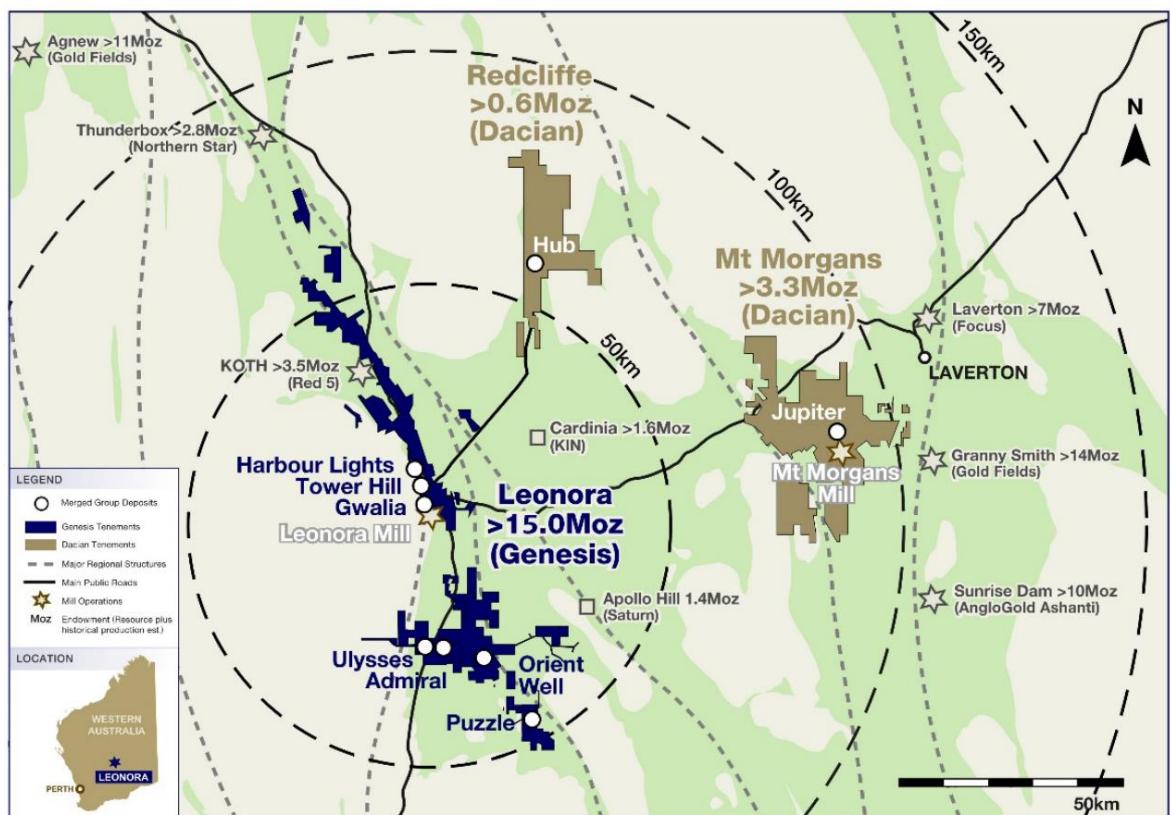 Agnew >11Moz
(Gold Fields)
150km
Redcliffe
>0.6Moz
(Dacian)
N
Thunderbox >2.8Moz
(Northern Star)
100km
Hub
Mt Morgans
>3.3Moz
(Dacian)
Laverton >7Moz
(Focus)
50km
KOTH >3.5Moz
(Red 5)
LAVERTON
Jupiter
Cardinia >1.6Moz
(KIN)
Granny Smith >14Moz
(Gold Fields)
Mt Morgans
Mill
Harbour Lights
Tower Hill
Gwalia
Leonora Mill
Leonora
>15.0Moz
(Genesis)
Apollo Hill 1.4Moz
(Saturn)
Sunrise Dam >10Moz
(AngloGold Ashanti)
Ulysses
Admiral
Orient
Well
Puzzle
50km
LEGEND
Merged Group Deposits
Genesis Tenements
Dacian Tenements
Major Regional Structures
Main Public Roads
Mill Operations
Moz Endowment (Resource plus
historical production est.)
LOCATION
WESTERN
AUSTRALIA
LEONORA
PERTH